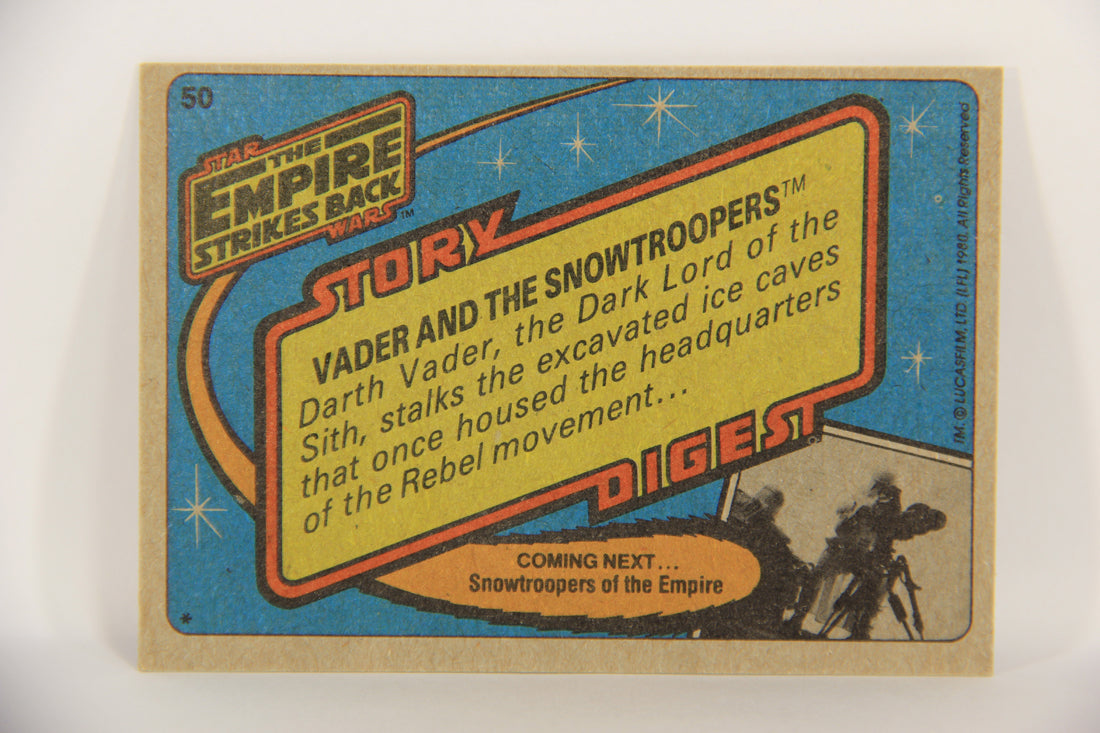 50
STAR
THE
EMPIRE
STRIKES BACK
WARS™
STORY
VADER AND THE SNOWTROOPERS™
Darth Vader, the Dark Lord of the
Sith, stalks the excavated ice caves
that once housed the headquarters
of the Rebel movement...
DIGEST
COMING NEXT...
Snowtroopers of the Empire
*
TM, © LUCASFILM, LTD. (LFL) 1980, All Rights Reserved